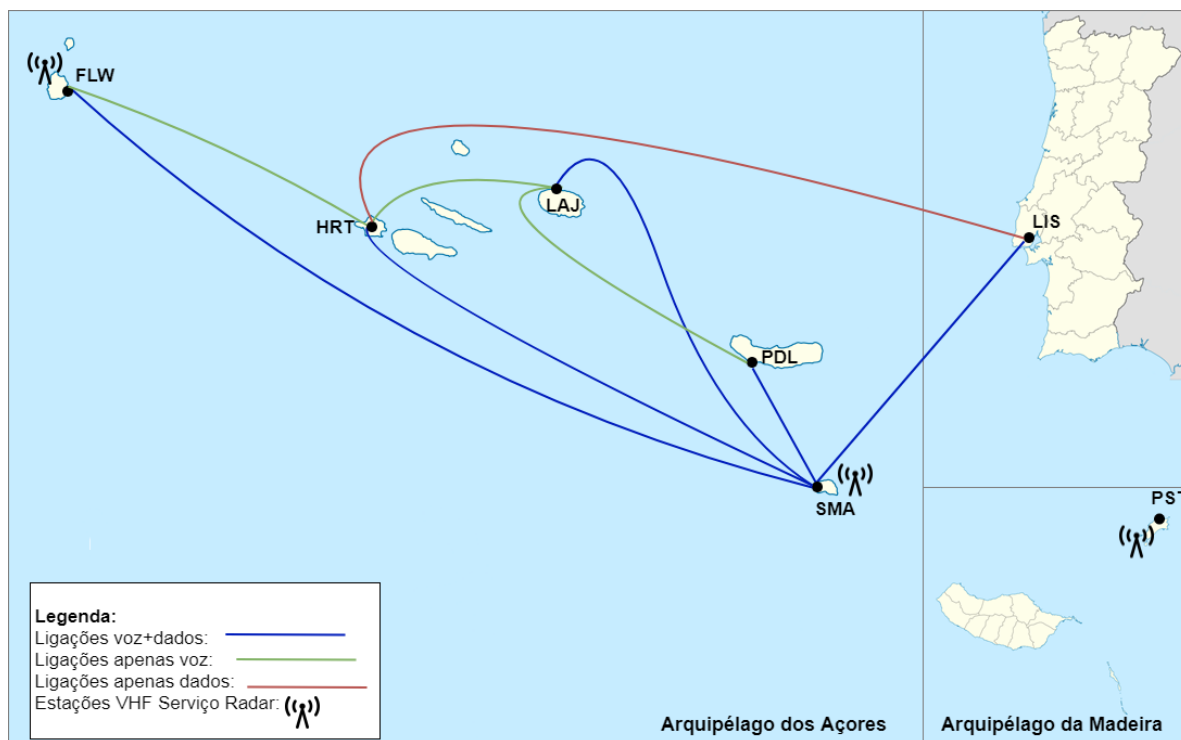 FLW
HRT
LAJ
LIS
PDL
SMA
PST
Legenda:
Ligações voz+dados:
Ligações apenas voz:
Ligações apenas dados:
Estações VHF Serviço Radar:
Arquipélago dos Açores
Arquipélago da Madeira